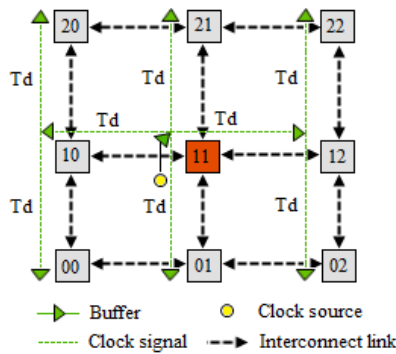 20 21 22
Td Td Td
Td Td
10 11 12
Td Td Td
00 01 02
Buffer Clock source
Clock signal Interconnect link